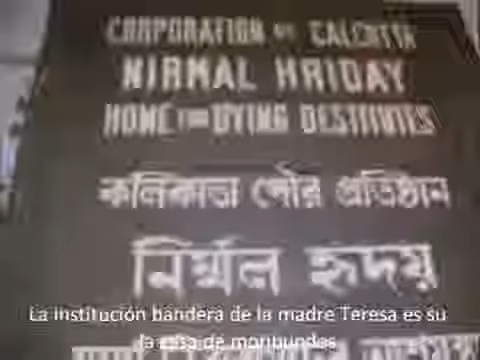 CORPORATION OF CALCUTTA
NIRMAL HRIDAY
HOME FOR DYING DESTITUTES
কলিকাতা পৌর প্রতিষ্ঠান
নির্মল হৃদয়
La institución bandera de la madre Teresa es su
la casa de moribundos